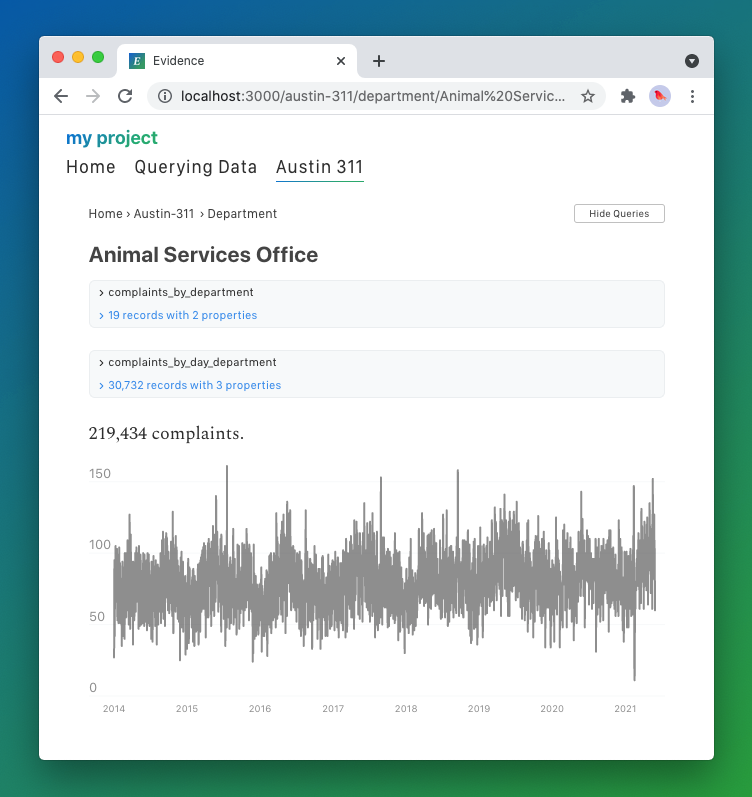 E Evidence
localhost:3000/austin-311/department/Animal%20Servic...
my project
Home Querying Data Austin 311
Home › Austin-311 › Department
Hide Queries
Animal Services Office
› complaints_by_department
› 19 records with 2 properties
› complaints_by_day_department
› 30,732 records with 3 properties
219,434 complaints.
150
100
50
0
2014 2015 2016 2017 2018 2019 2020 2021